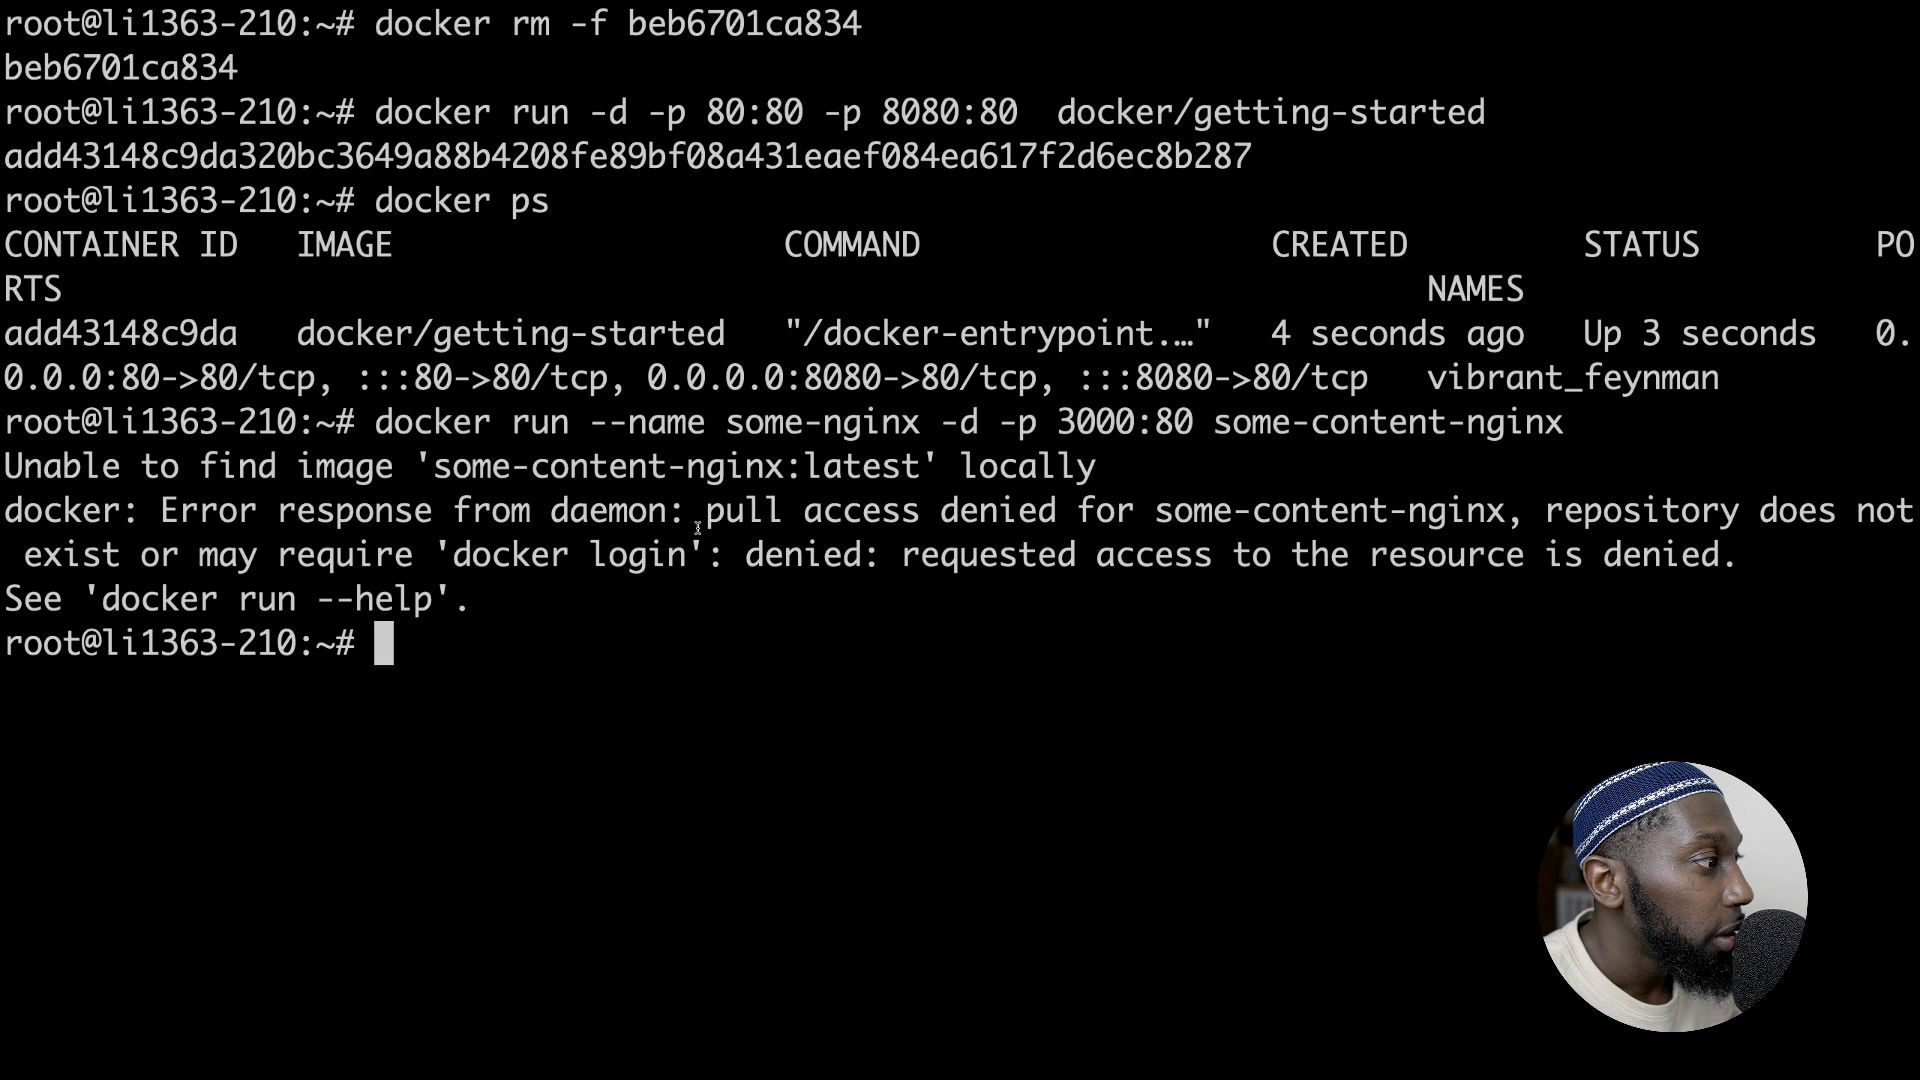 root@li1363-210:~# docker rm -f beb6701ca834
beb6701ca834
root@li1363-210:~# docker run -d -p 80:80 -p 8080:80  docker/getting-started
add43148c9da320bc3649a88b4208fe89bf08a431eaef084ea617f2d6ec8b287
root@li1363-210:~# docker ps
CONTAINER ID   IMAGE                    COMMAND                  CREATED         STATUS         PO
RTS                                                                      NAMES
add43148c9da   docker/getting-started   "/docker-entrypoint.…"   4 seconds ago   Up 3 seconds   0.
0.0.0:80->80/tcp, :::80->80/tcp, 0.0.0.0:8080->80/tcp, :::8080->80/tcp   vibrant_feynman
root@li1363-210:~# docker run --name some-nginx -d -p 3000:80 some-content-nginx
Unable to find image 'some-content-nginx:latest' locally
docker: Error response from daemon: pull access denied for some-content-nginx, repository does not
 exist or may require 'docker login': denied: requested access to the resource is denied.
See 'docker run --help'.
root@li1363-210:~#